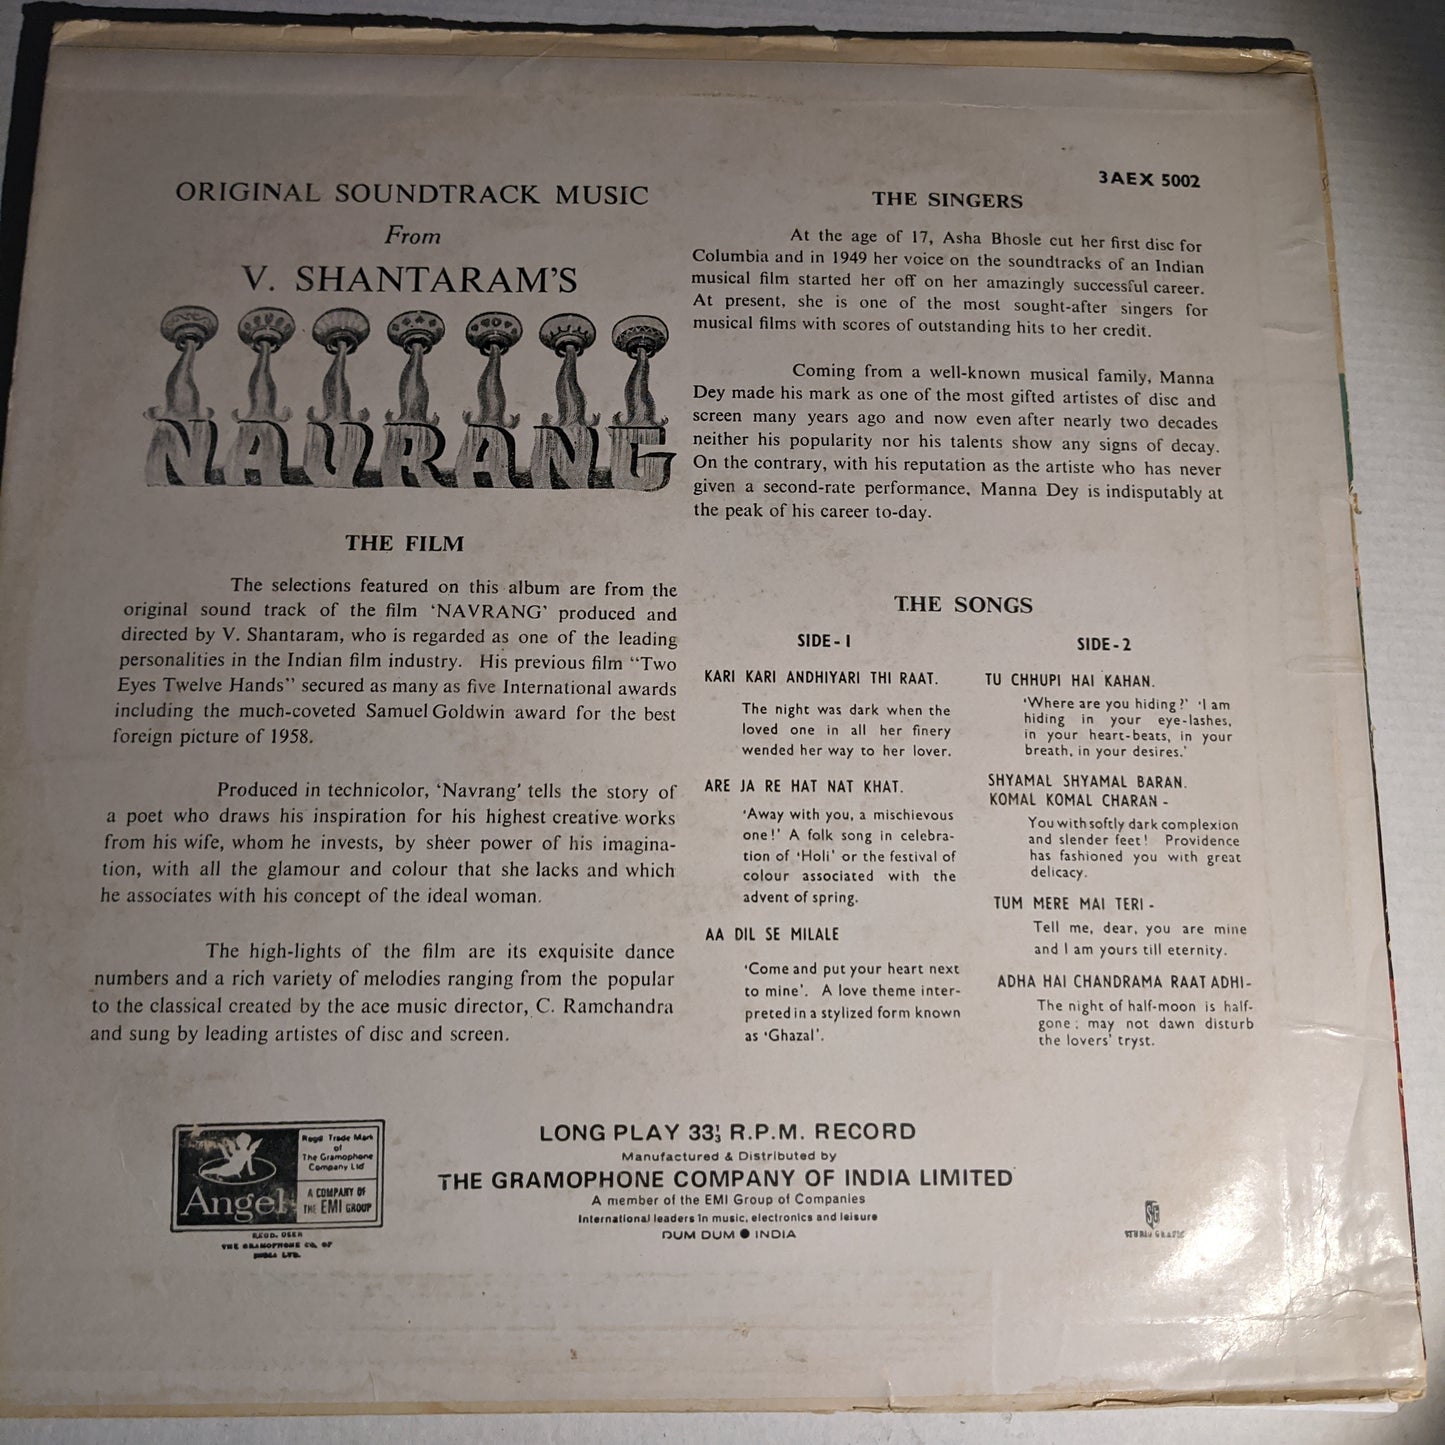 3AEX 5002
ORIGINAL SOUNDTRACK MUSIC
From
V. SHANTARAM'S
NAVRANG
THE FILM
The selections featured on this album are from the
original sound track of the film ‘NAVRANG’ produced and
directed by V. Shantaram, who is regarded as one of the leading
personalities in the Indian film industry. His previous film “Two
Eyes Twelve Hands” secured as many as five International awards
including the much-coveted Samuel Goldwin award for the best
foreign picture of 1958.
Produced in technicolor, ‘Navrang’ tells the story of
a poet who draws his inspiration for his highest creative works
from his wife, whom he invests, by sheer power of his imagina-
tion, with all the glamour and colour that she lacks and which
he associates with his concept of the ideal woman.
The high-lights of the film are its exquisite dance
numbers and a rich variety of melodies ranging from the popular
to the classical created by the ace music director, C. Ramchandra
and sung by leading artistes of disc and screen.
THE SINGERS
At the age of 17, Asha Bhosle cut her first disc for
Columbia and in 1949 her voice on the soundtracks of an Indian
musical film started her off on her amazingly successful career.
At present, she is one of the most sought-after singers for
musical films with scores of outstanding hits to her credit.
Coming from a well-known musical family, Manna
Dey made his mark as one of the most gifted artistes of disc and
screen many years ago and now even after nearly two decades
neither his popularity nor his talents show any signs of decay.
On the contrary, with his reputation as the artiste who has never
given a second-rate performance, Manna Dey is indisputably at
the peak of his career to-day.
THE SONGS
SIDE-1
KARI KARI ANDHIYARI THI RAAT.
The night was dark when the
loved one in all her finery
wended her way to her lover.
ARE JA RE HAT NAT KHAT.
‘Away with you, a mischievous
one!’ A folk song in celebra-
tion of ‘Holi’ or the festival of
colour associated with the
advent of spring.
AA DIL SE MILALE
‘Come and put your heart next
to mine’. A love theme inter-
preted in a stylized form known
as ‘Ghazal’.
SIDE-2
TU CHHUPI HAI KAHAN.
‘Where are you hiding?’ ‘I am
hiding in your eye-lashes,
in your heart-beats, in your
breath, in your desires.’
SHYAMAL SHYAMAL BARAN.
KOMAL KOMAL CHARAN -
You with softly dark complexion
and slender feet! Providence
has fashioned you with great
delicacy.
TUM MERE MAI TERI -
Tell me, dear, you are mine
and I am yours till eternity.
ADHA HAI CHANDRAMA RAAT ADHI-
The night of half-moon is half-
gone; may not dawn disturb
the lovers’ tryst.
Angel
Regd Trade Mark
of
The Gramophone
Company Ltd
A COMPANY OF
THE EMI GROUP
REGD. USER
THE GRAMOPHONE CO. OF
INDIA LTD.
LONG PLAY 33⅓ R.P.M. RECORD
Manufactured & Distributed by
THE GRAMOPHONE COMPANY OF INDIA LIMITED
A member of the EMI Group of Companies
International leaders in music, electronics and leisure
DUM DUM ● INDIA
STUDIO